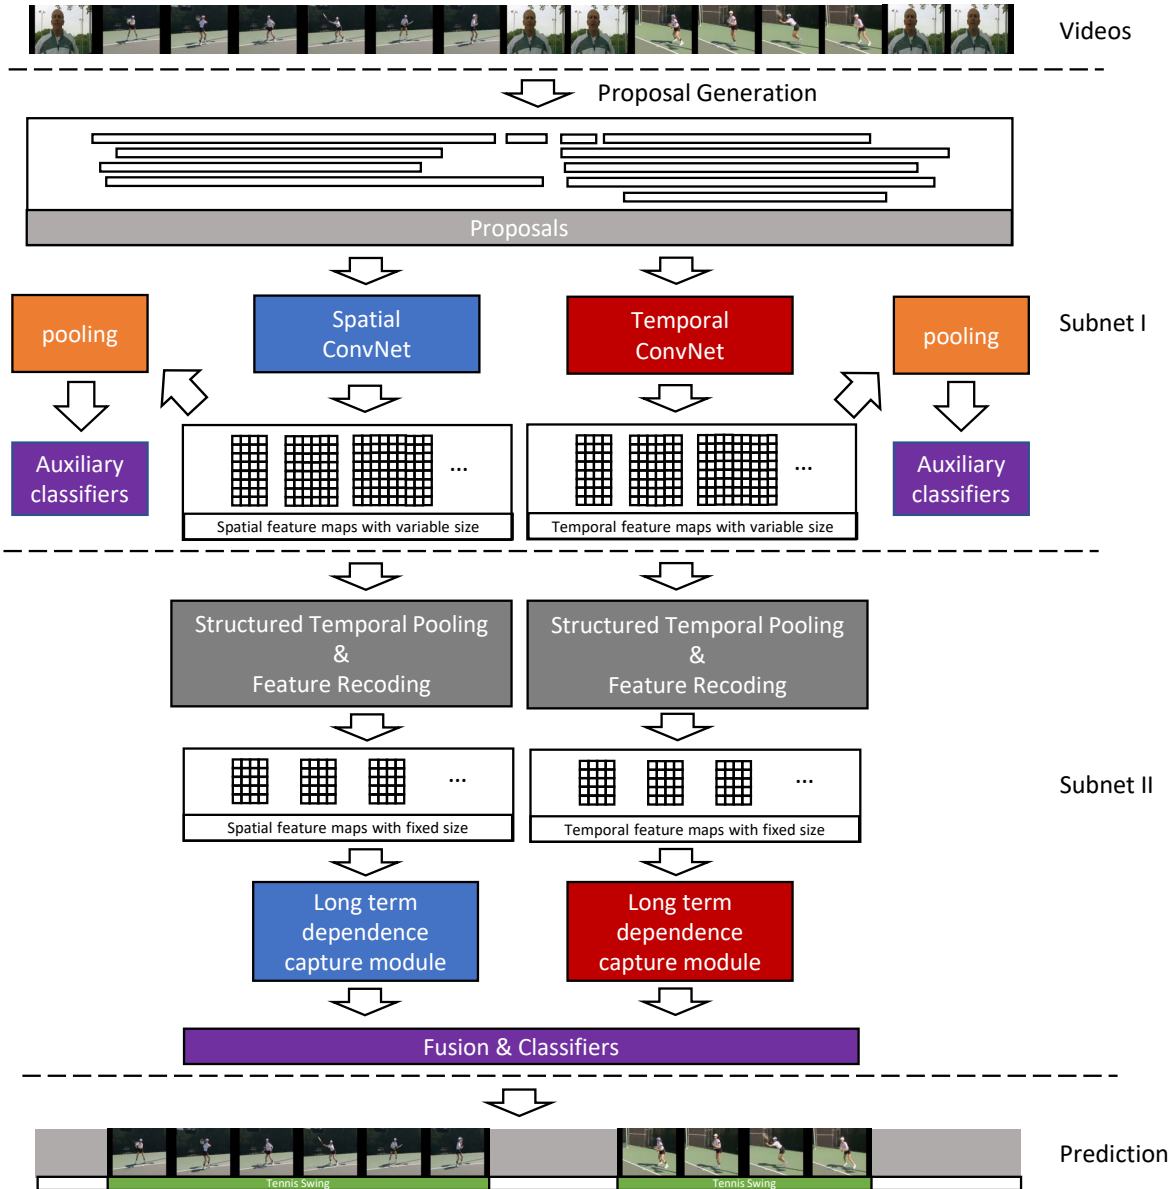 Videos
Proposal Generation
Proposals
pooling
Spatial
ConvNet
Temporal
ConvNet
pooling
Subnet I
Auxiliary
classifiers
...
Spatial feature maps with variable size
...
Temporal feature maps with variable size
Auxiliary
classifiers
Structured Temporal Pooling
&
Feature Recoding
Structured Temporal Pooling
&
Feature Recoding
...
Spatial feature maps with fixed size
...
Temporal feature maps with fixed size
Subnet II
Long term
dependence
capture module
Long term
dependence
capture module
Fusion & Classifiers
Prediction
Tennis Swing
Tennis Swing